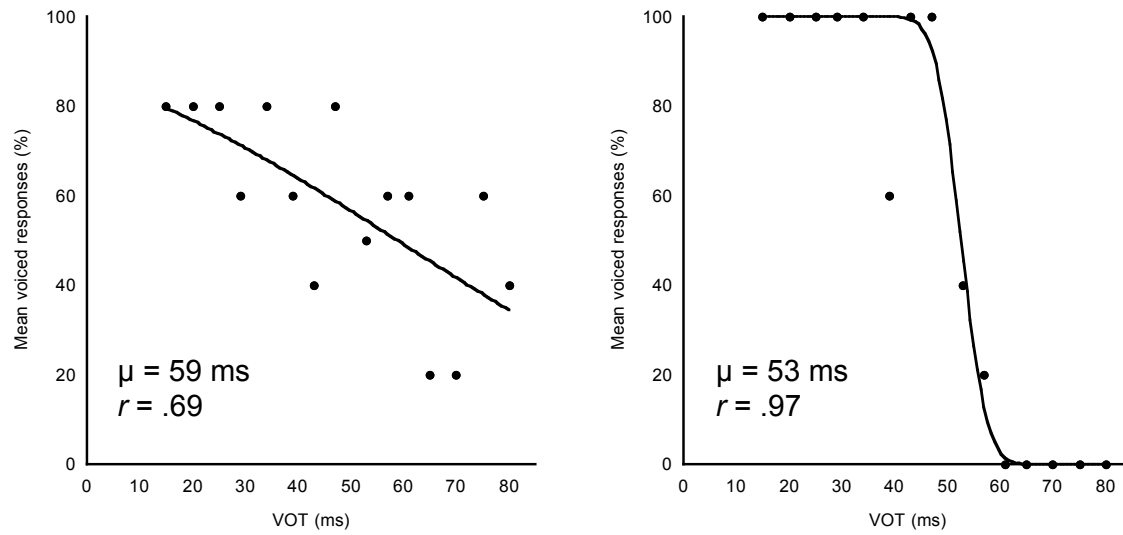 100
80
60
40
20
0
Mean voiced responses (%)
μ = 59 ms
r = .69
0 10 20 30 40 50 60 70 80
VOT (ms)
100
80
60
40
20
0
Mean voiced responses (%)
μ = 53 ms
r = .97
0 10 20 30 40 50 60 70 80
VOT (ms)